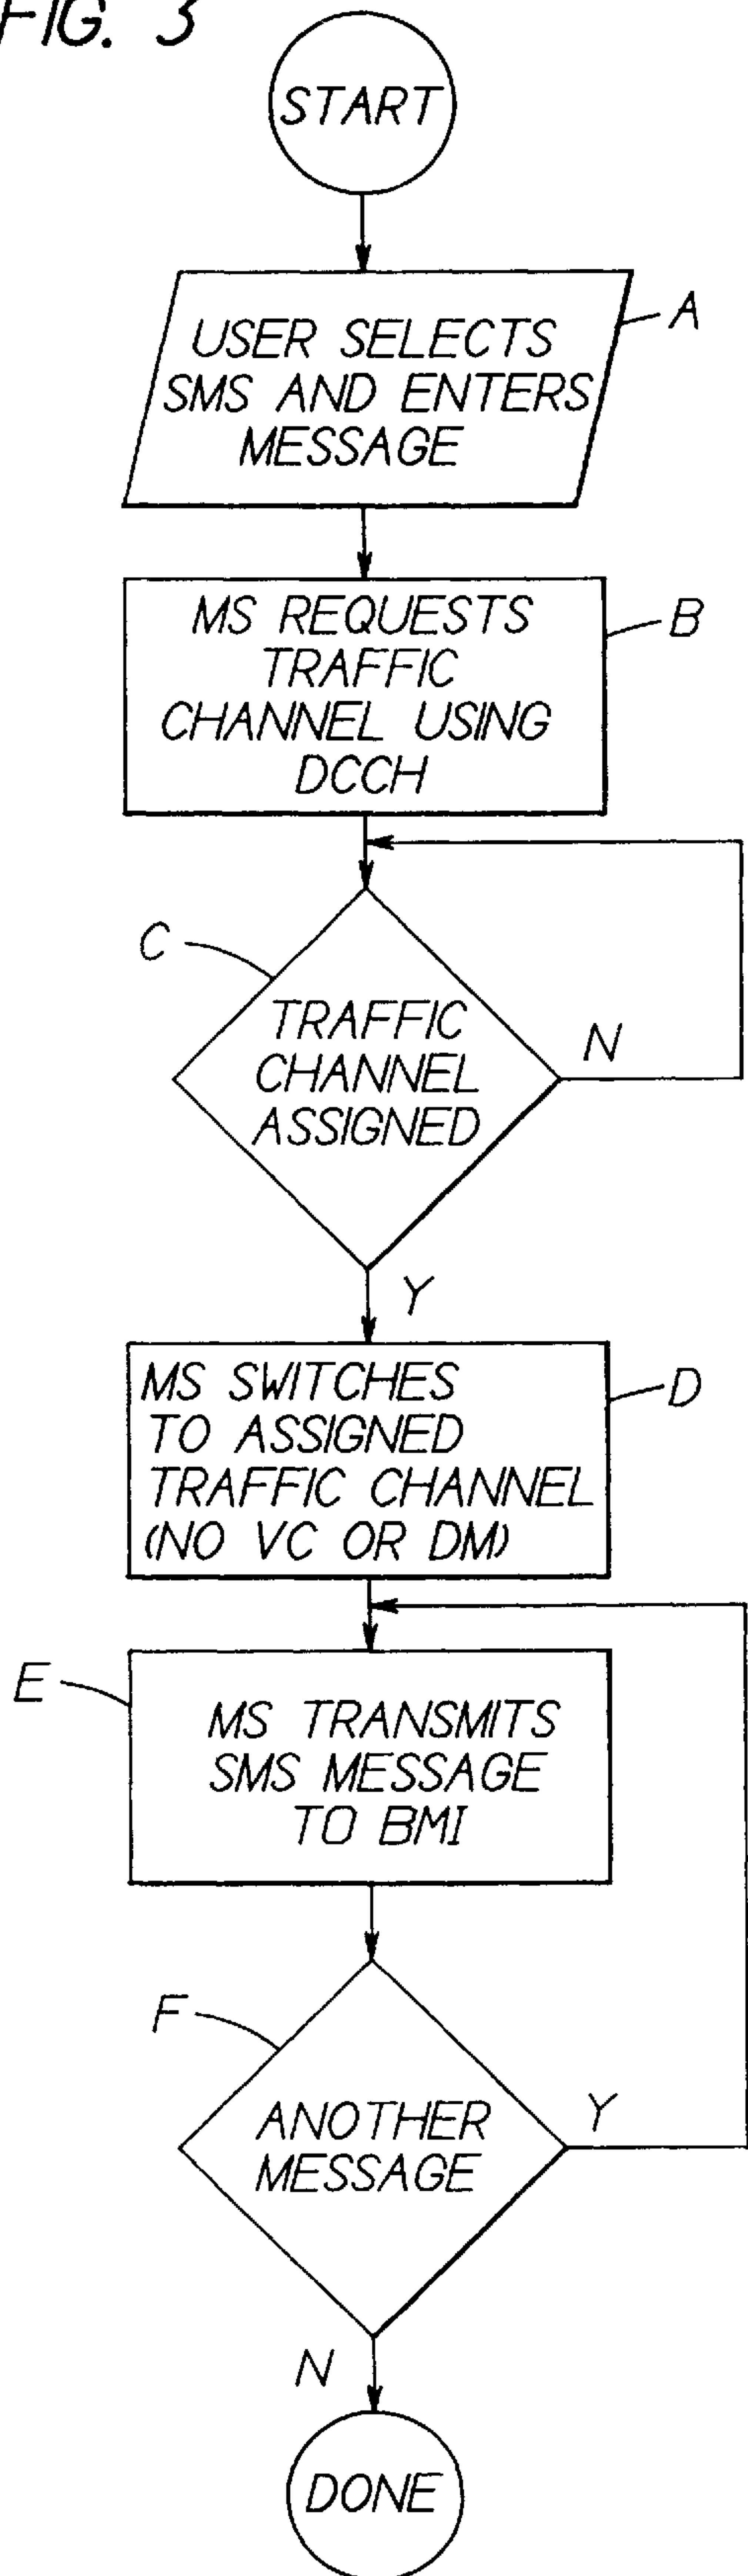 FIG. 3
START
USER SELECTS
SMS AND ENTERS
MESSAGE
A
MS REQUESTS
TRAFFIC
CHANNEL USING
DCCH
B
C
TRAFFIC
CHANNEL
ASSIGNED
N
Y
MS SWITCHES
TO ASSIGNED
TRAFFIC CHANNEL
(NO VC OR DM)
D
E
MS TRANSMITS
SMS MESSAGE
TO BMI
F
ANOTHER
MESSAGE
Y
N
DONE